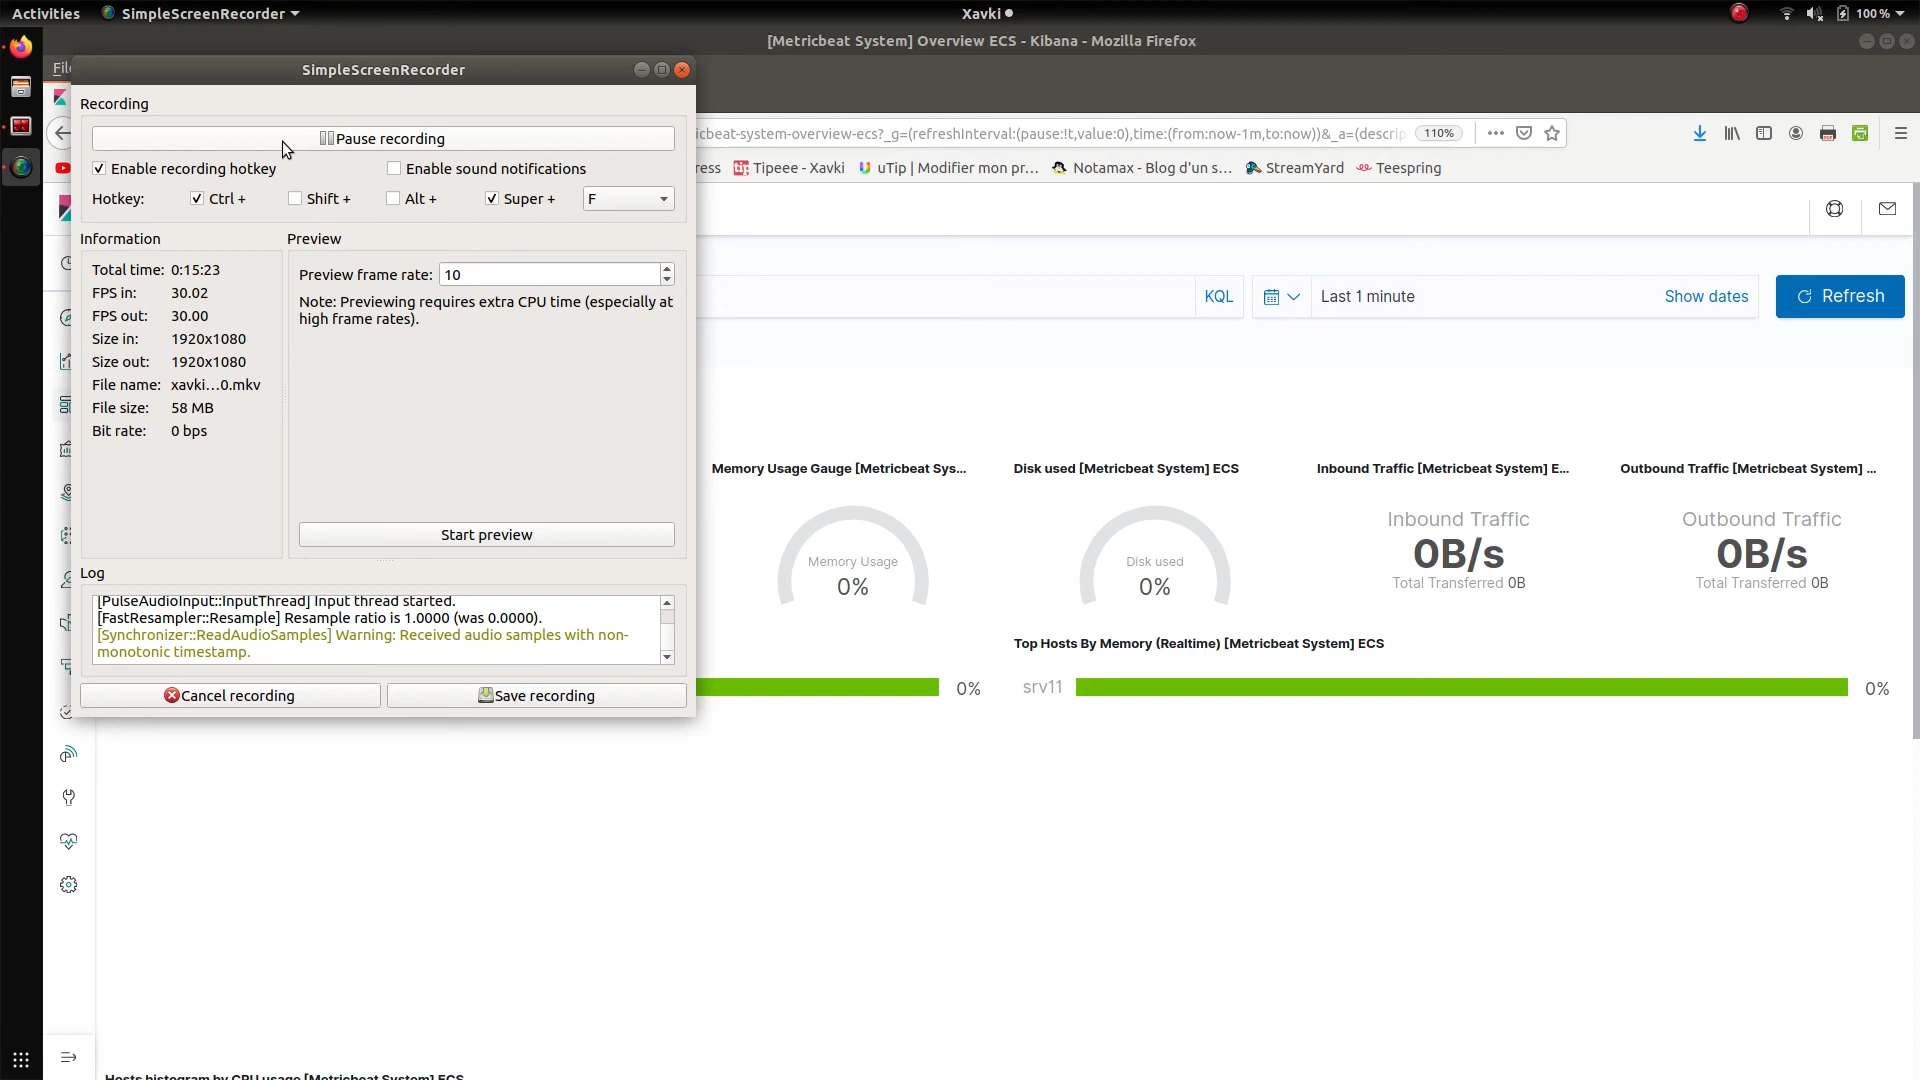 Activities
SimpleScreenRecorder
Xavki
100 %
[Metricbeat System] Overview ECS - Kibana - Mozilla Firefox
SimpleScreenRecorder
Recording
Pause recording
Enable recording hotkey
Enable sound notifications
Hotkey:
Ctrl +
Shift +
Alt +
Super +
F
Information
Total time: 0:15:23
FPS in: 30.02
FPS out: 30.00
Size in: 1920x1080
Size out: 1920x1080
File name: xavki...0.mkv
File size: 58 MB
Bit rate: 0 bps
Preview
Preview frame rate: 10
Note: Previewing requires extra CPU time (especially at
high frame rates).
Start preview
Log
[PulseAudioInput::InputThread] Input thread started.
[FastResampler::Resample] Resample ratio is 1.0000 (was 0.0000).
[Synchronizer::ReadAudioSamples] Warning: Received audio samples with non-
monotonic timestamp.
Cancel recording
Save recording
icbeat-system-overview-ecs?_g=(refreshInterval:(pause:!t,value:0),time:(from:now-1m,to:now))&_a=(descrip
110%
ress
Tipeee - Xavki
uTip | Modifier mon pr...
Notamax - Blog d'un s...
StreamYard
Teespring
KQL
Last 1 minute
Show dates
Refresh
Memory Usage Gauge [Metricbeat Sys...
Disk used [Metricbeat System] ECS
Inbound Traffic [Metricbeat System] E...
Outbound Traffic [Metricbeat System] ...
Memory Usage
0%
Disk used
0%
Inbound Traffic
0B/s
Total Transferred 0B
Outbound Traffic
0B/s
Total Transferred 0B
Top Hosts By Memory (Realtime) [Metricbeat System] ECS
0%
srv11
0%
Hosts histogram by CPU usage [Metricbeat System] ECS